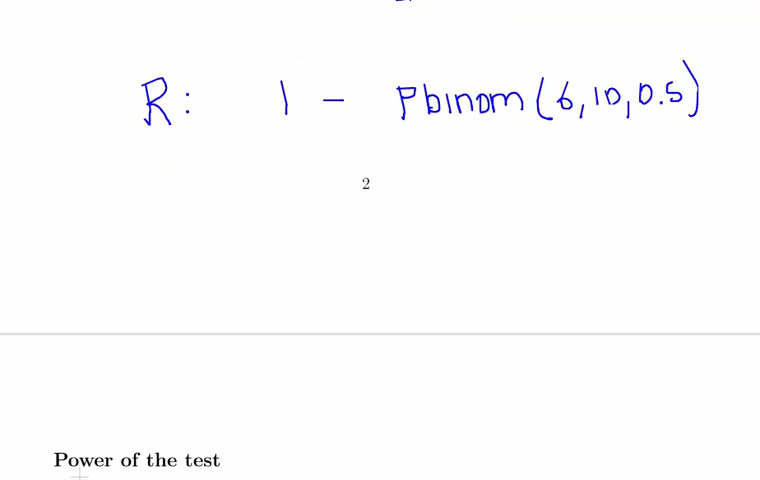 R: 1 - pbinom(6,10,0.5)
2
Power of the test